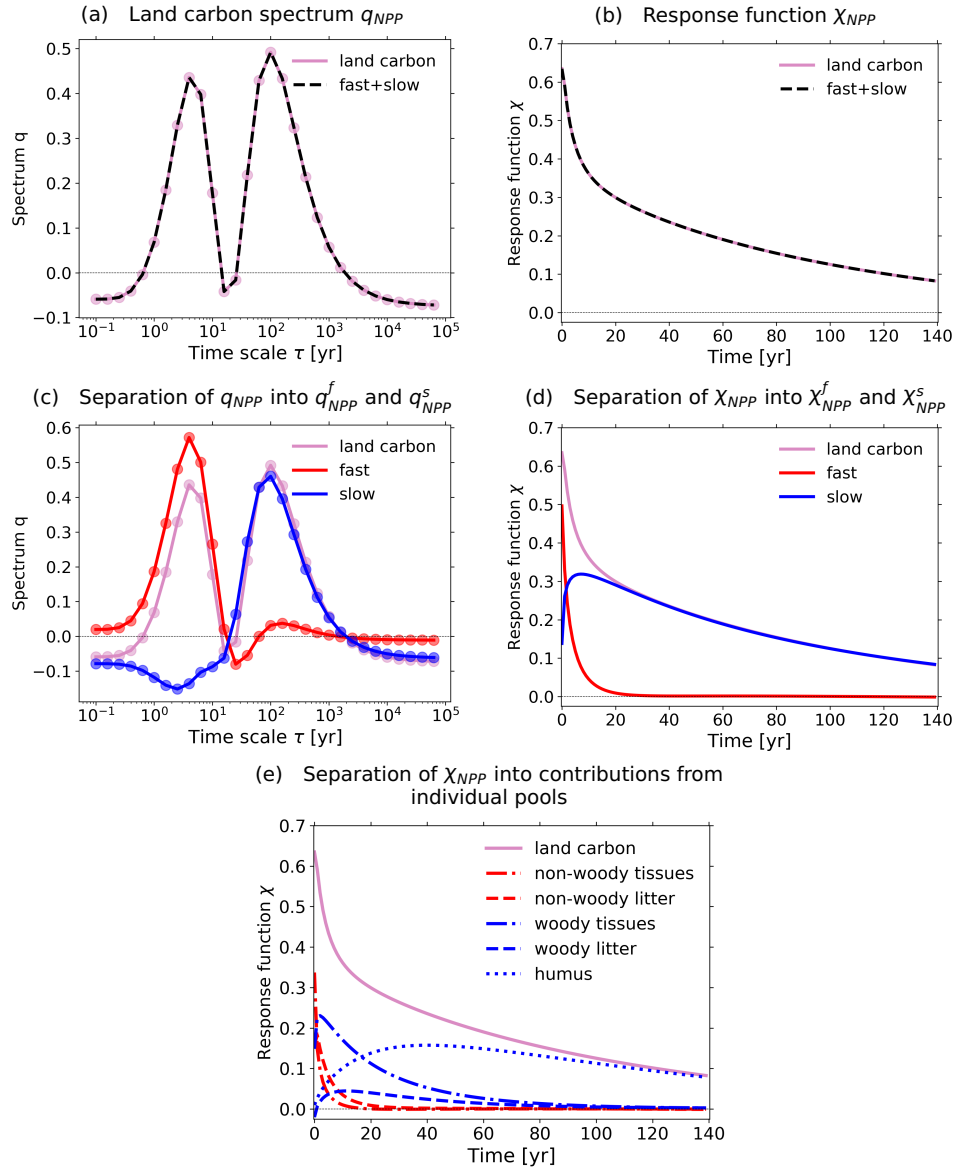 (a) Land carbon spectrum q_NPP
0.5
0.4
0.3
0.2
0.1
0.0
−0.1
Spectrum q
land carbon
fast+slow
10^−1 10^0 10^1 10^2 10^3 10^4 10^5
Time scale τ [yr]
(b) Response function χ_NPP
0.7
0.6
0.5
0.4
0.3
0.2
0.1
0.0
Response function χ
land carbon
fast+slow
0 20 40 60 80 100 120 140
Time [yr]
(c) Separation of q_NPP into q^f_NPP and q^s_NPP
0.6
0.5
0.4
0.3
0.2
0.1
0.0
−0.1
Spectrum q
land carbon
fast
slow
10^−1 10^0 10^1 10^2 10^3 10^4 10^5
Time scale τ [yr]
(d) Separation of χ_NPP into χ^f_NPP and χ^s_NPP
0.7
0.6
0.5
0.4
0.3
0.2
0.1
0.0
Response function χ
land carbon
fast
slow
0 20 40 60 80 100 120 140
Time [yr]
(e) Separation of χ_NPP into contributions from
individual pools
0.7
0.6
0.5
0.4
0.3
0.2
0.1
0.0
Response function χ
land carbon
non-woody tissues
non-woody litter
woody tissues
woody litter
humus
0 20 40 60 80 100 120 140
Time [yr]